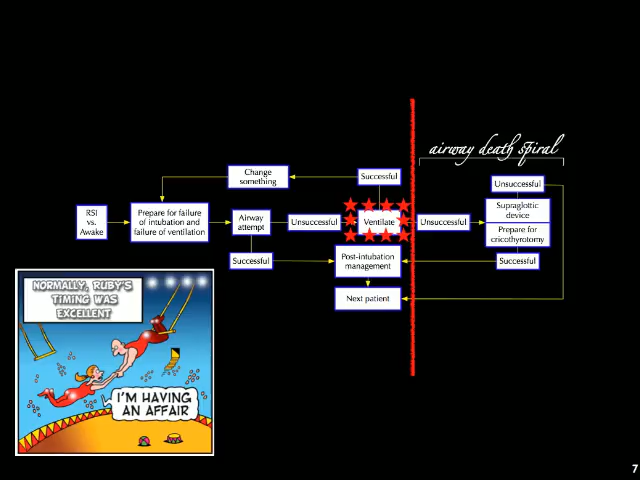 airway death spiral
Change
something
Successful
Unsuccessful
RSI
vs.
Awake
Prepare for failure
of intubation and
failure of ventilation
Airway
attempt
Unsuccessful
Ventilate
Unsuccessful
Supraglottic
device
Prepare for
cricothyrotomy
Successful
Post-intubation
management
Successful
Next patient
NORMALLY, RUBY'S
TIMING WAS
EXCELLENT
I'M HAVING
AN AFFAIR
7